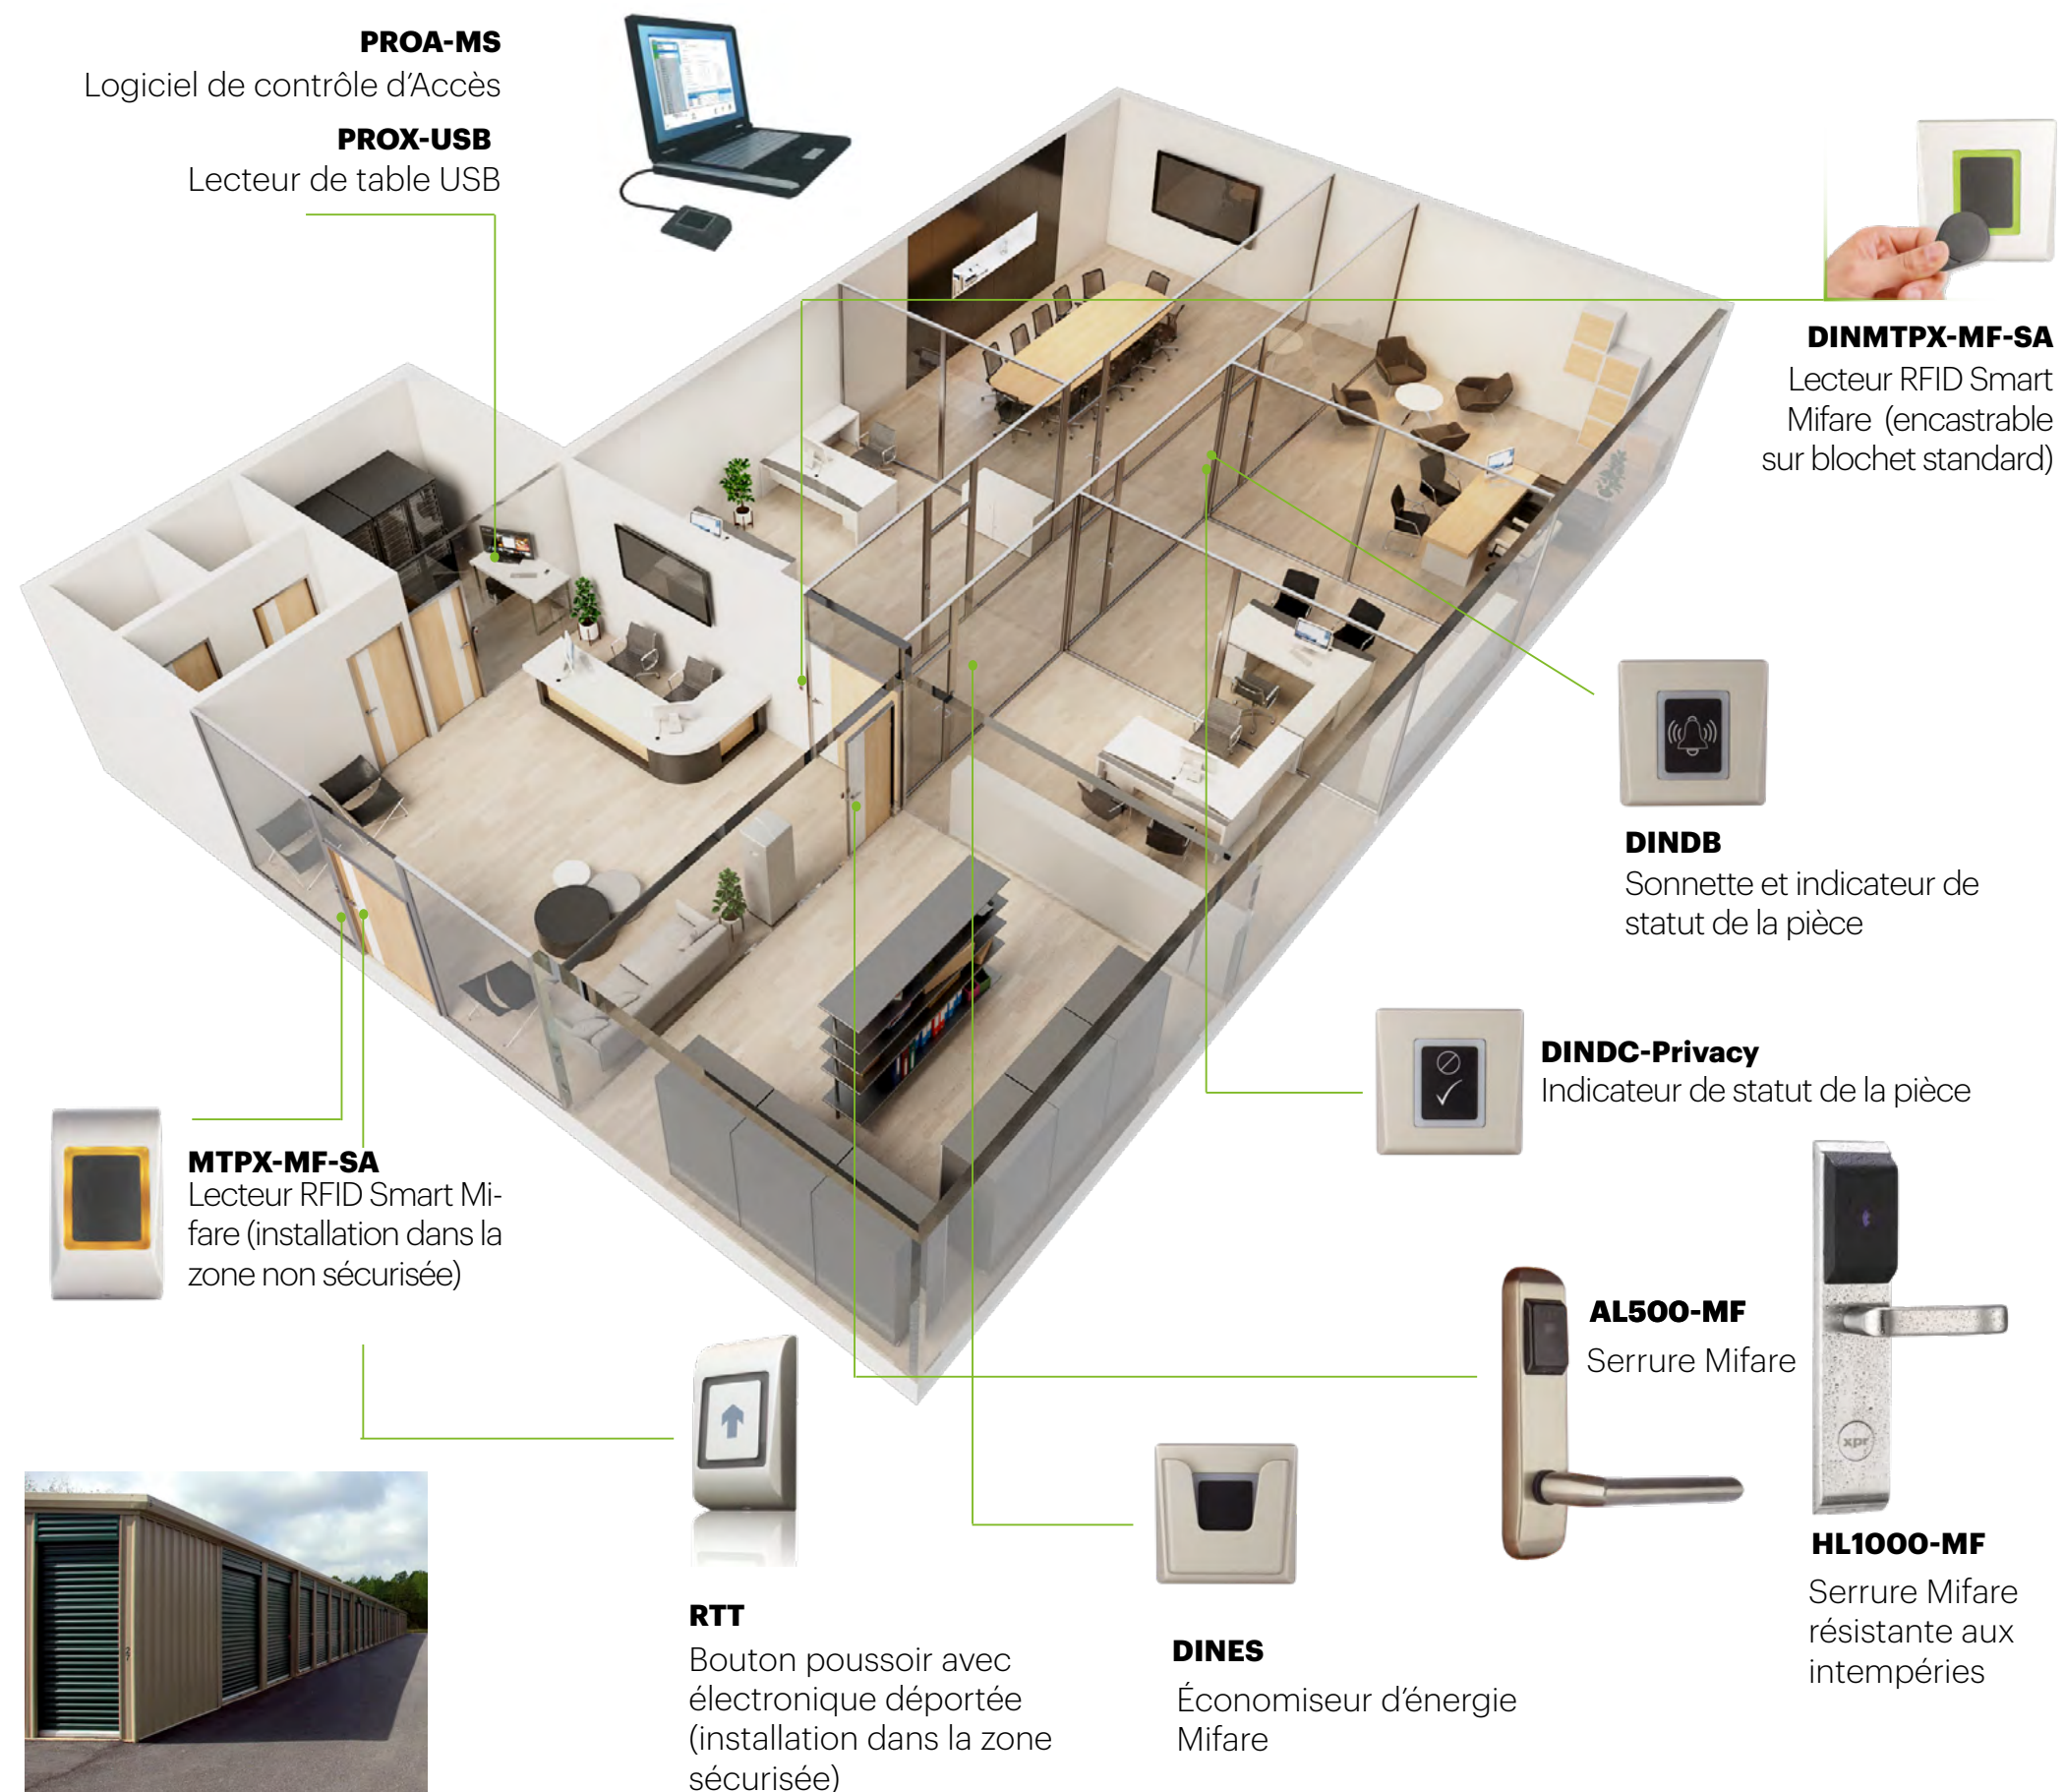 PROA-MS
Logiciel de contrôle d’Accès
PROX-USB
Lecteur de table USB
DINMTPX-MF-SA
Lecteur RFID Smart
Mifare (encastrable
sur blochet standard)
DINDB
Sonnette et indicateur de
statut de la pièce
DINDC-Privacy
Indicateur de statut de la pièce
MTPX-MF-SA
Lecteur RFID Smart Mi-
fare (installation dans la
zone non sécurisée)
AL500-MF
Serrure Mifare
xpr
HL1000-MF
Serrure Mifare
résistante aux
intempéries
RTT
Bouton poussoir avec
électronique déportée
(installation dans la zone
sécurisée)
DINES
Économiseur d’énergie
Mifare